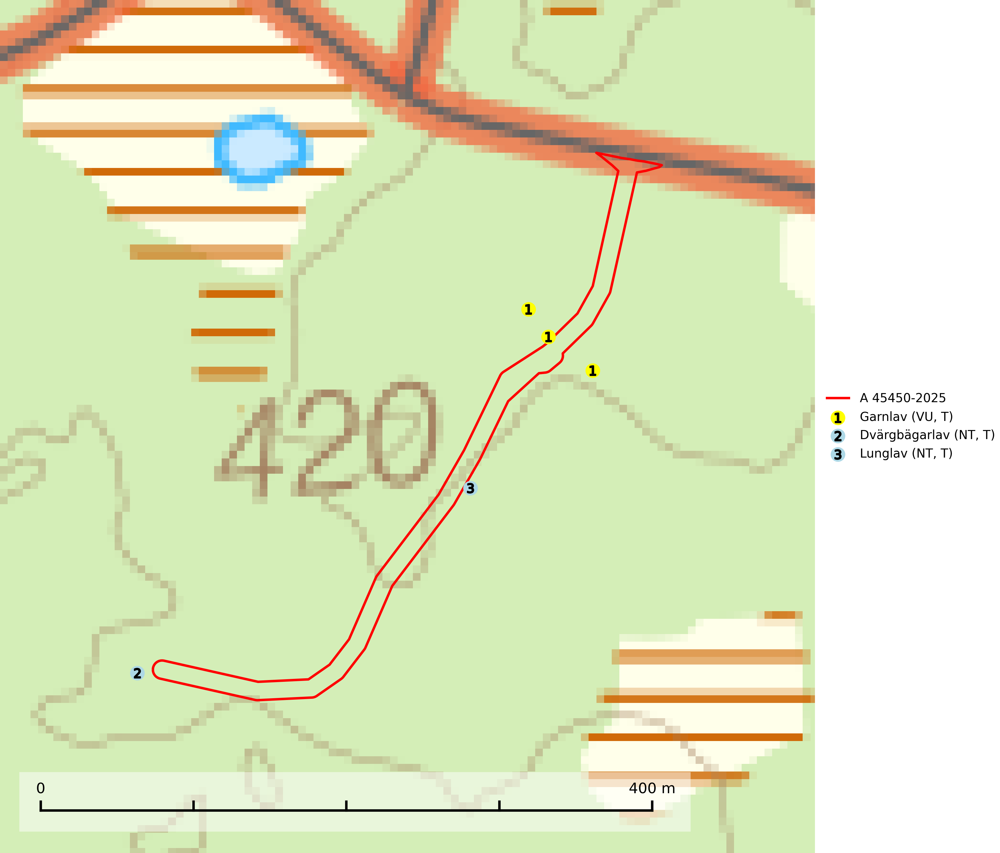 1
1
1
420
3
2
0 400 m
A 45450-2025
1 Garnlav (VU, T)
2 Dvärgbägarlav (NT, T)
3 Lunglav (NT, T)